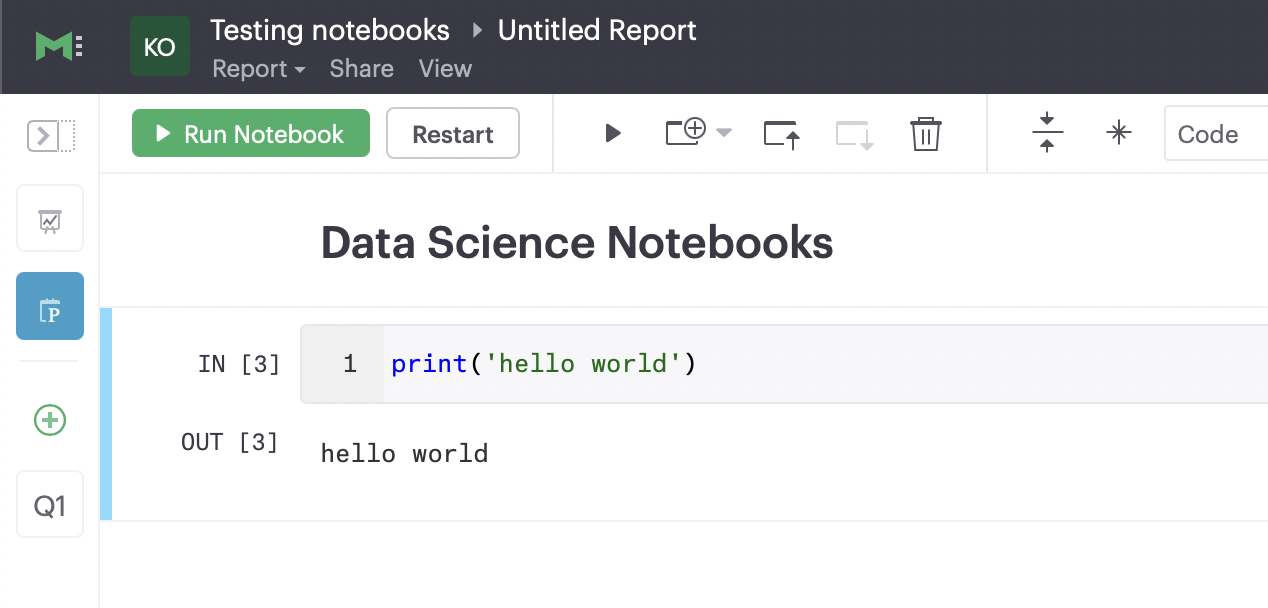 KO
Testing notebooks
Untitled Report
Report
Share
View
Run Notebook
Restart
Code
Data Science Notebooks
P
IN [3]
1
print('hello world')
OUT [3]
hello world
Q1